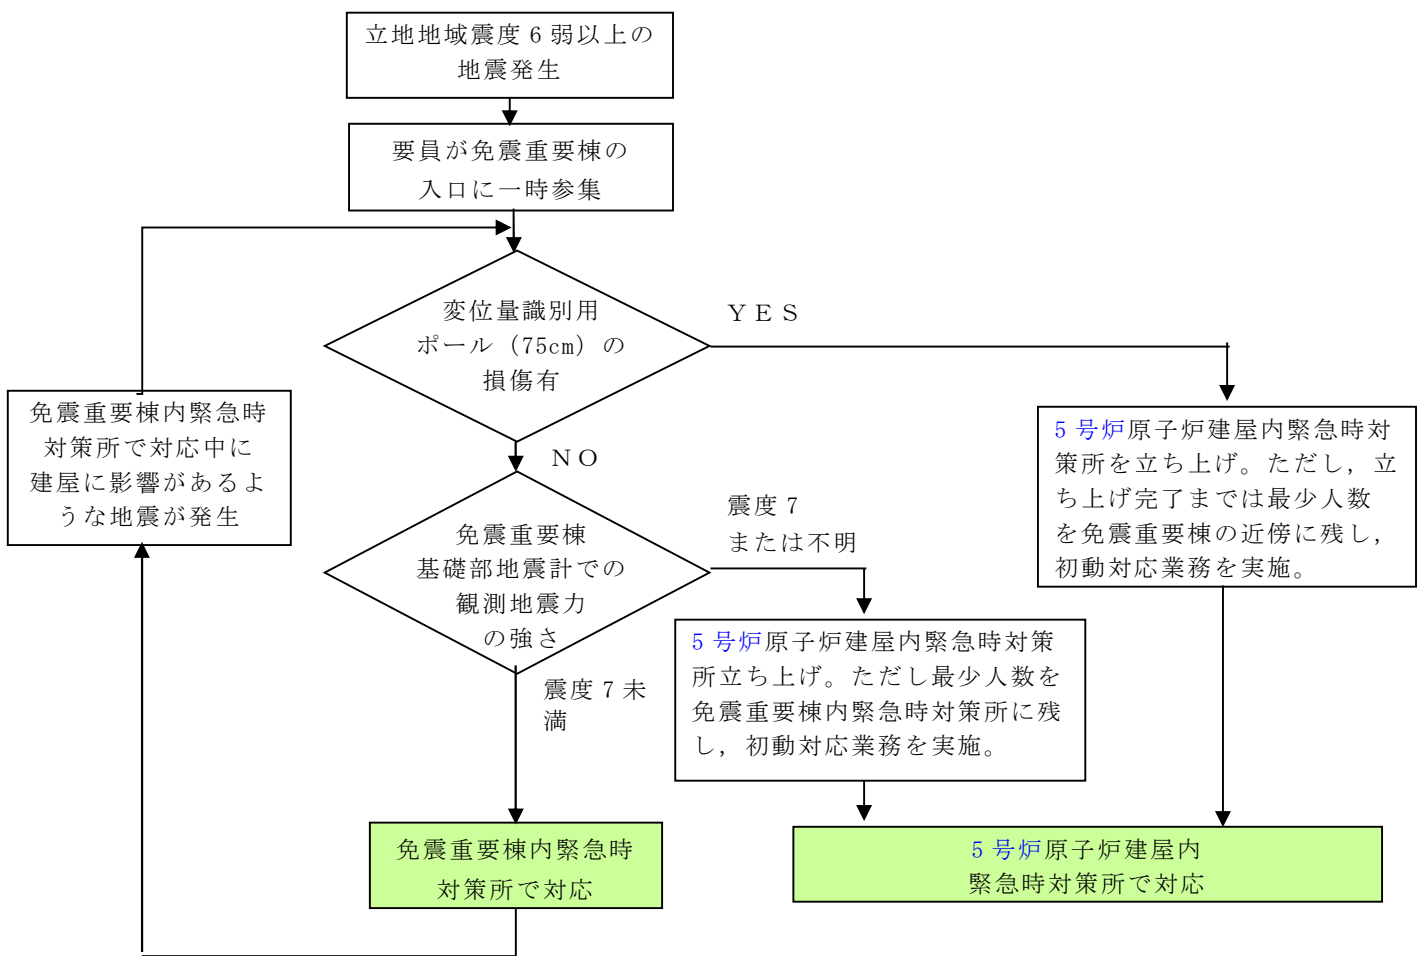 立地地域震度6弱以上の
地震発生
要員が免震重要棟の
入口に一時参集
変位量識別用
ポール（75cm）の
損傷有
ＹＥＳ
ＮＯ
免震重要棟内緊急時
対策所で対応中に
建屋に影響があるよ
うな地震が発生
5号炉原子炉建屋内緊急時対
策所を立ち上げ。ただし，立
ち上げ完了までは最少人数
を免震重要棟の近傍に残し，
初動対応業務を実施。
免震重要棟
基礎部地震計での
観測地震力
の強さ
震度7
または不明
震度7未
満
5号炉原子炉建屋内緊急時対策
所立ち上げ。ただし最少人数を
免震重要棟内緊急時対策所に残
し，初動対応業務を実施。
免震重要棟内緊急時
対策所で対応
5号炉原子炉建屋内
緊急時対策所で対応